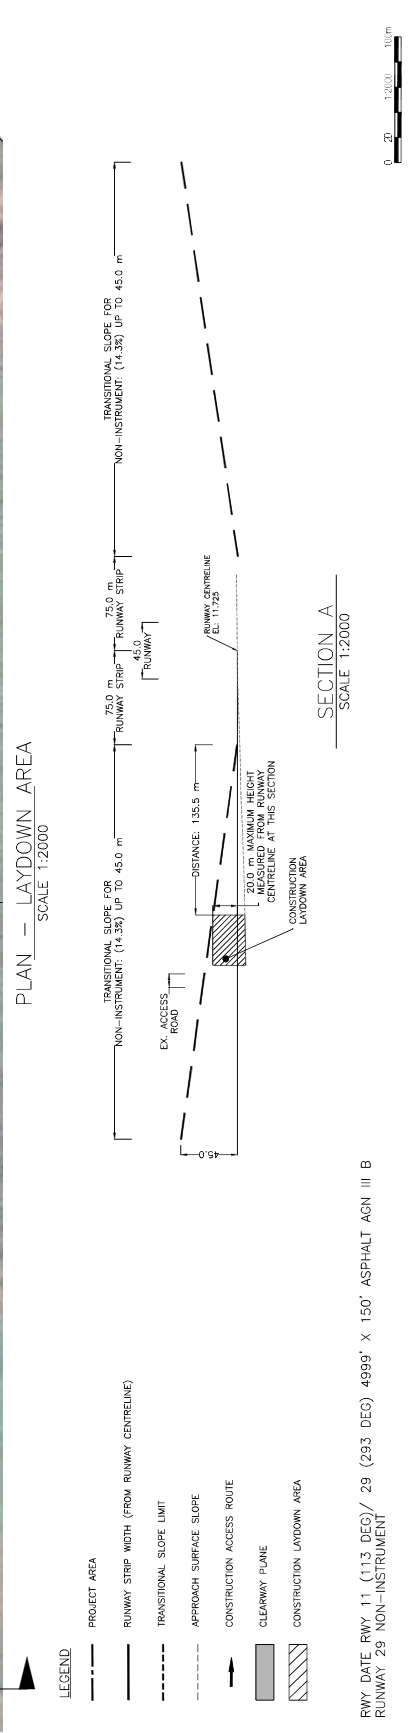 PLAN – LAYDOWN AREA
SCALE 1:2000
TRANSITIONAL SLOPE FOR
NON-INSTRUMENT: (14.3%) UP TO 45.0 m
75.0 m
RUNWAY STRIP
75.0 m
RUNWAY STRIP
TRANSITIONAL SLOPE FOR
NON-INSTRUMENT: (14.3%) UP TO 45.0 m
45.0
RUNWAY
EX. ACCESS
ROAD
DISTANCE: 135.5 m
RUNWAY CENTRELINE
EL: 11.725
45.0
20.0 m MAXIMUM HEIGHT
MEASURED FROM RUNWAY
CENTRELINE AT THIS SECTION
CONSTRUCTION
LAYDOWN AREA
SECTION A
SCALE 1:2000
0 20 1:2000 100m
LEGEND
PROJECT AREA
RUNWAY STRIP WIDTH (FROM RUNWAY CENTRELINE)
TRANSITIONAL SLOPE LIMIT
APPROACH SURFACE SLOPE
CONSTRUCTION ACCESS ROUTE
CLEARWAY PLANE
CONSTRUCTION LAYDOWN AREA
RWY DATE RWY 11 (113 DEG)/ 29 (293 DEG) 4999' X 150' ASPHALT AGN III B
RUNWAY 29 NON-INSTRUMENT